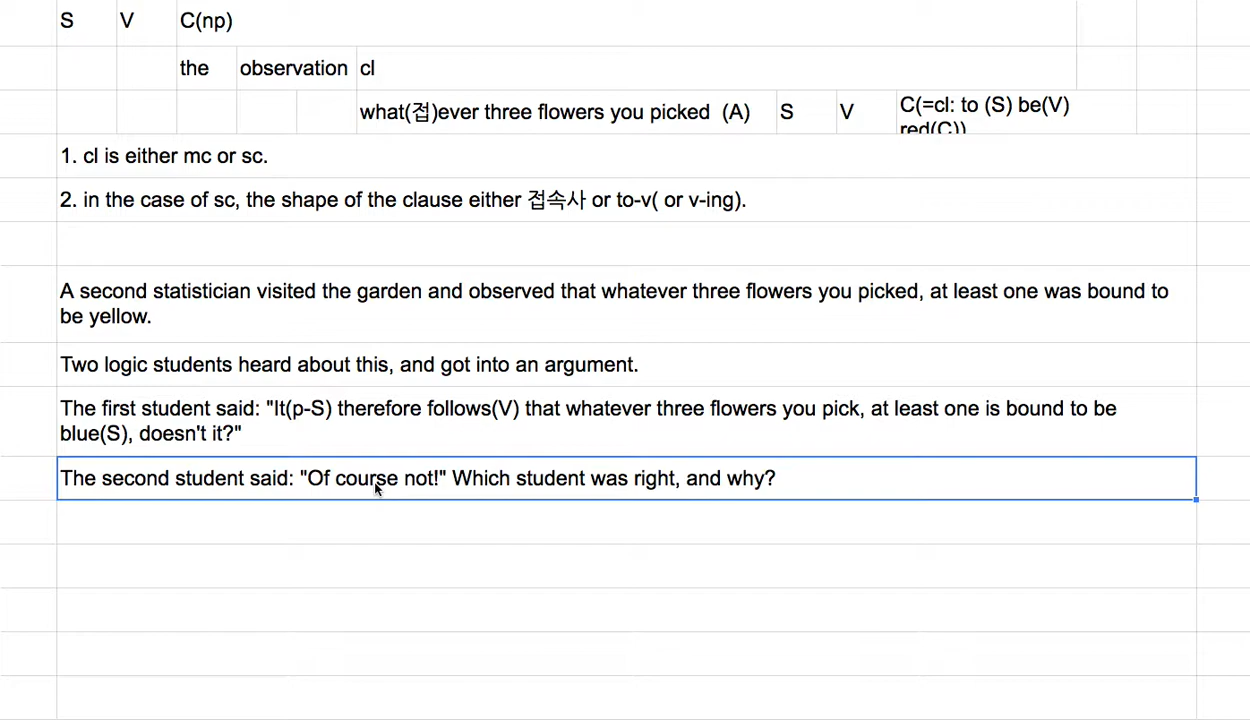 S V C(np)
the observation cl
what(접)ever three flowers you picked (A) S V C(=cl: to (S) be(V)
red(C))
1. cl is either mc or sc.
2. in the case of sc, the shape of the clause either 접속사 or to-v( or v-ing).
A second statistician visited the garden and observed that whatever three flowers you picked, at least one was bound to
be yellow.
Two logic students heard about this, and got into an argument.
The first student said: "It(p-S) therefore follows(V) that whatever three flowers you pick, at least one is bound to be
blue(S), doesn't it?"
The second student said: "Of course not!" Which student was right, and why?